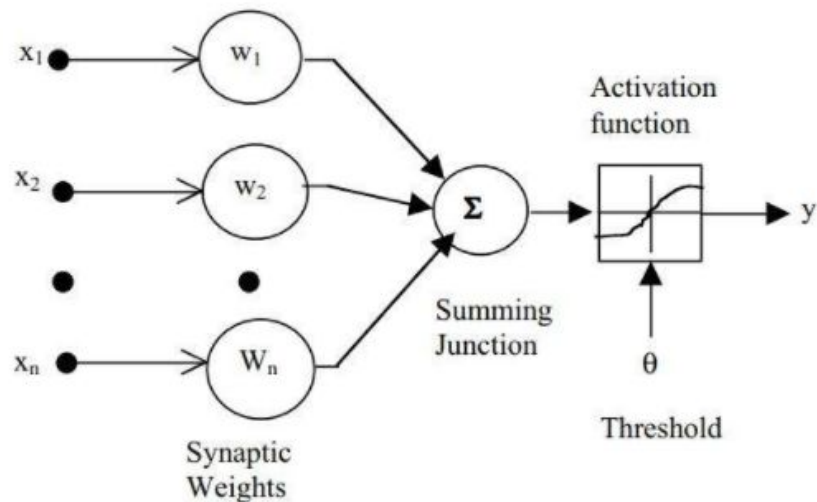 x₁
w₁
Activation
function
x₂
w₂
Σ
y
Summing
Junction
xₙ
Wₙ
θ
Threshold
Synaptic
Weights